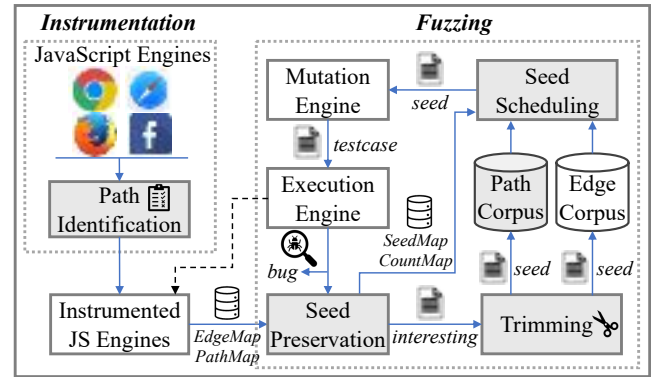 Instrumentation
Fuzzing
JavaScript Engines
Path
Identification
Instrumented
JS Engines
EdgeMap
PathMap
Mutation
Engine
testcase
Execution
Engine
bug
Seed
Preservation
seed
Seed
Scheduling
SeedMap
CountMap
Path
Corpus
Edge
Corpus
seed
seed
interesting
Trimming